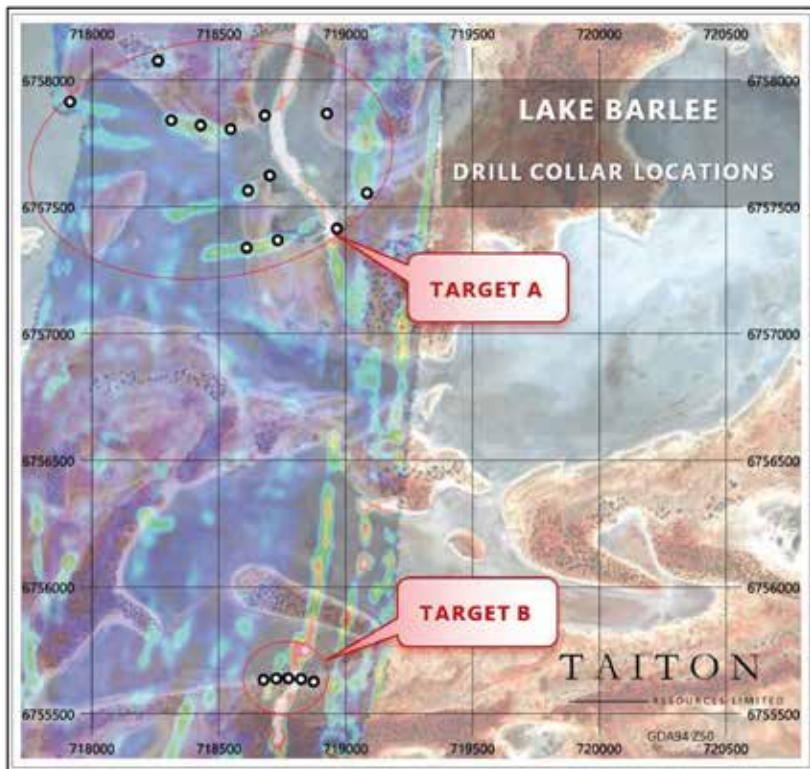 718000 718500 719000 719500 720000 720500
6758000 6758000
LAKE BARLEE
DRILL COLLAR LOCATIONS
6757500 6757500
TARGET A
6757000 6757000
6756500 6756500
6756000 6756000
TARGET B
TAITON
RESOURCES LIMITED
6755500 6755500
GDA94 Z50
718000 718500 719000 719500 720000 720500